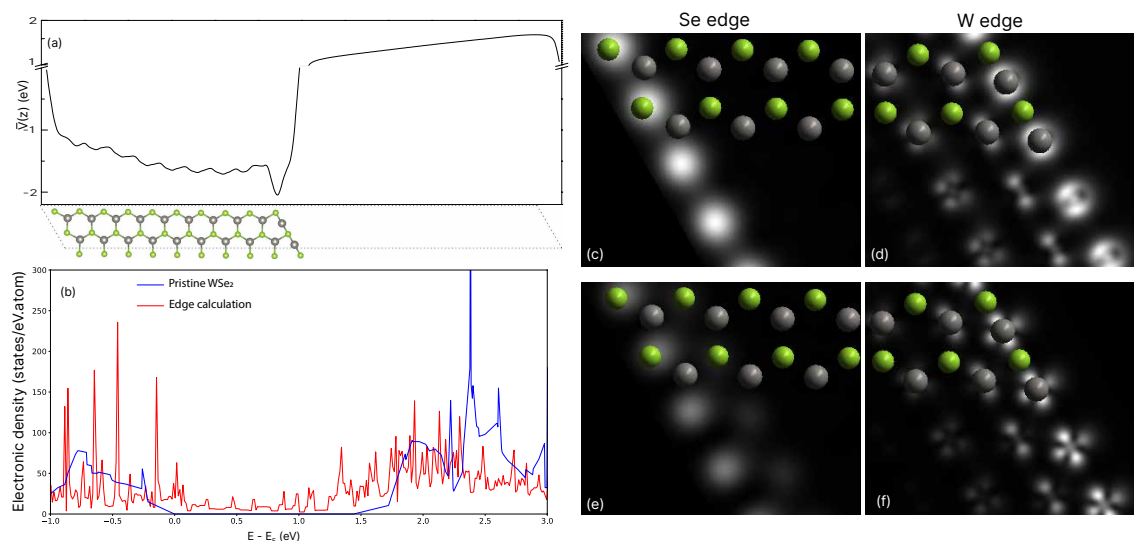 Se edge
W edge
(a)
2
1
-1
-2
V̄(z) (eV)
(b)
Pristine WSe₂
Edge calculation
300
250
200
150
100
50
0
Electronic density (states/eV.atom)
−1.0
−0.5
0.0
0.5
1.0
1.5
2.0
2.5
3.0
E - E
(eV)
(c)
(d)
(e)
(f)